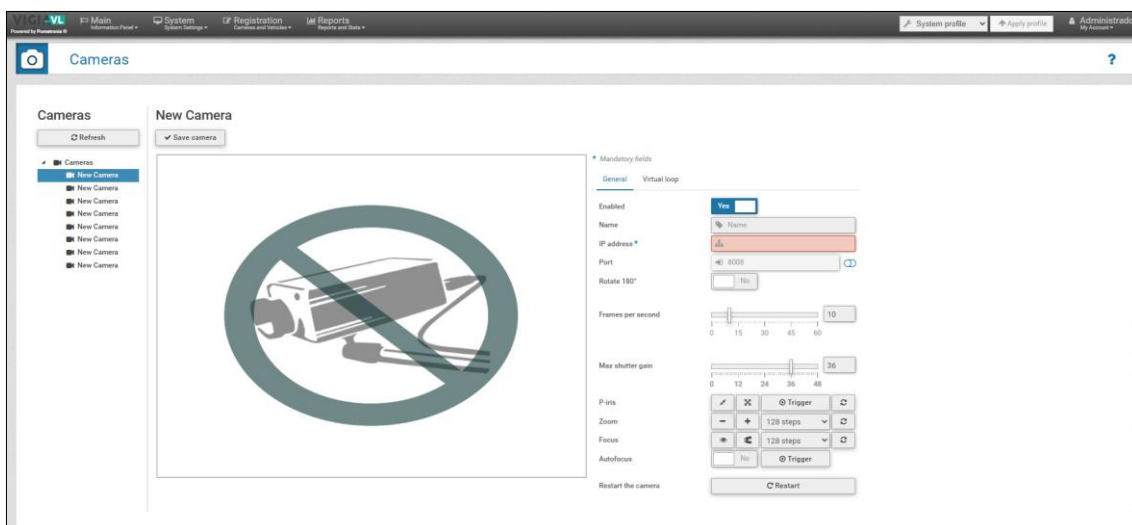 VIGIA-VL
Powered by Pumatronix ®
Main
Information Panel
System
System Settings
Registration
Cameras and Vehicles
Reports
Reports and Stats
System profile
Apply profile
Administrado
My Account
Cameras
?
Cameras
New Camera
Refresh
Save camera
Cameras
New Camera
New Camera
New Camera
New Camera
New Camera
New Camera
New Camera
New Camera
* Mandatory fields
General Virtual loop
Enabled Yes
Name Name
IP address *
Port 8008
Rotate 180° No
Frames per second 10
0 15 30 45 60
Max shutter gain 36
0 12 24 36 48
P-iris Trigger
Zoom 128 steps
Focus 128 steps
Autofocus No Trigger
Restart the camera Restart